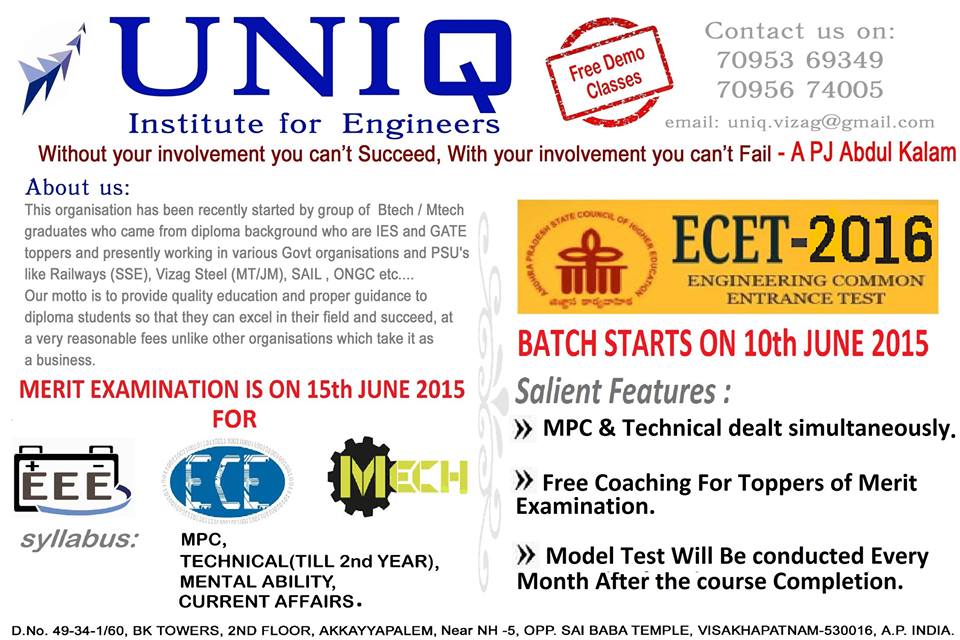 UNIQ
Institute for Engineers
Free Demo
Classes
Contact us on:
70953 69349
70956 74005
email: uniq.vizag@gmail.com
Without your involvement you can't Succeed, With your involvement you can't Fail - A PJ Abdul Kalam
About us:
This organisation has been recently started by group of Btech / Mtech
graduates who came from diploma background who are IES and GATE
toppers and presently working in various Govt organisations and PSU's
like Railways (SSE), Vizag Steel (MT/JM), SAIL , ONGC etc....
Our motto is to provide quality education and proper guidance to
diploma students so that they can excel in their field and succeed, at
a very reasonable fees unlike other organisations which take it as
a business.
MERIT EXAMINATION IS ON 15th JUNE 2015
FOR
EEE
ECE
MECH
syllabus:
MPC,
TECHNICAL(TILL 2nd YEAR),
MENTAL ABILITY,
CURRENT AFFAIRS.
ANDHRA PRADESH STATE COUNCIL OF HIGHER EDUCATION
ECET-2016
ENGINEERING COMMON
ENTRANCE TEST
BATCH STARTS ON 10th JUNE 2015
Salient Features :
» MPC & Technical dealt simultaneously.
» Free Coaching For Toppers of Merit
Examination.
» Model Test Will Be conducted Every
Month After the course Completion.
D.No. 49-34-1/60, BK TOWERS, 2ND FLOOR, AKKAYYAPALEM, Near NH -5, OPP. SAI BABA TEMPLE, VISAKHAPATNAM-530016, A.P. INDIA.